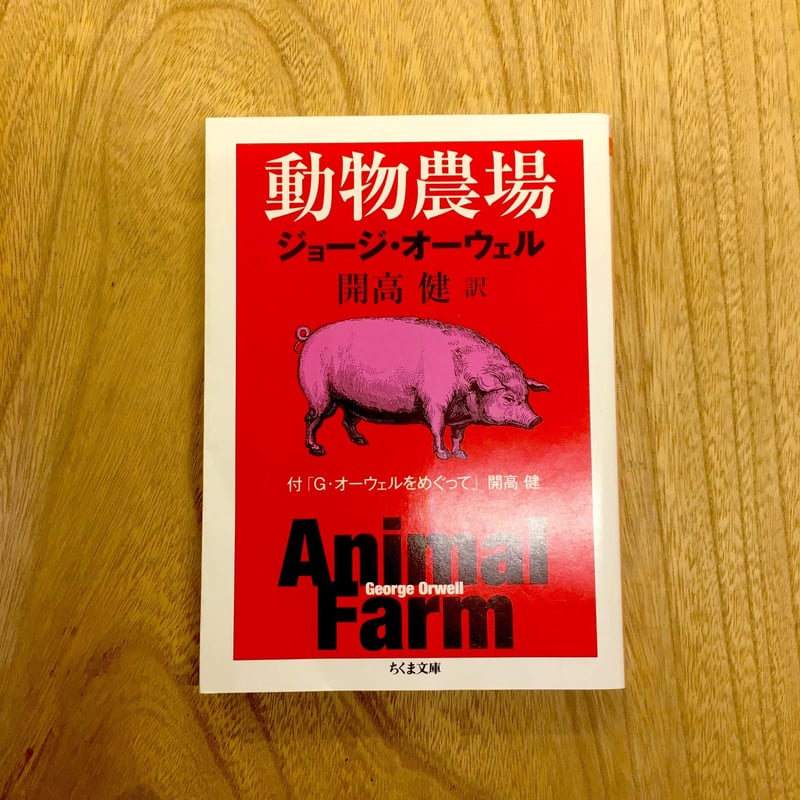 動物農場
ジョージ・オーウェル
開高 健 訳
付「G・オーウェルをめぐって」開高 健
Animal
George Orwell
Farm
ちくま文庫